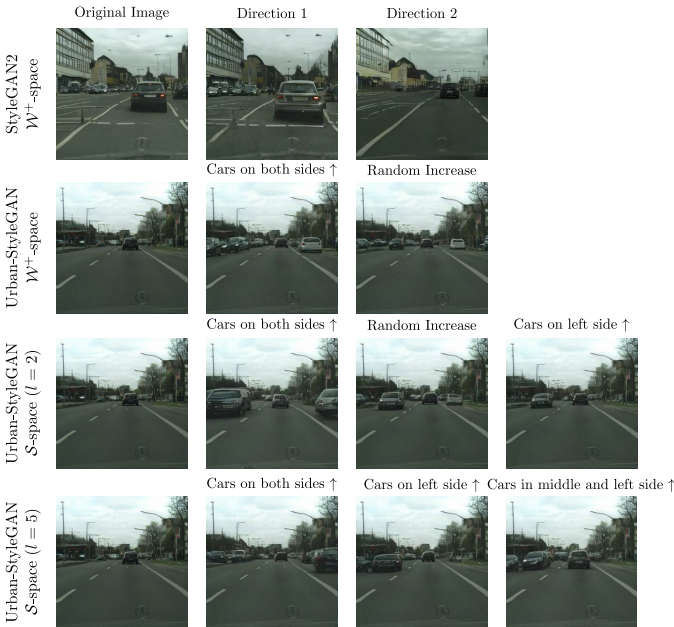 Original Image
Direction 1
Direction 2
StyleGAN2
W⁺-space
Cars on both sides ↑
Random Increase
Urban-StyleGAN
W⁺-space
Cars on both sides ↑
Random Increase
Cars on left side ↑
Urban-StyleGAN
S-space (l = 2)
Cars on both sides ↑
Cars on left side ↑
Cars in middle and left side ↑
Urban-StyleGAN
S-space (l = 5)